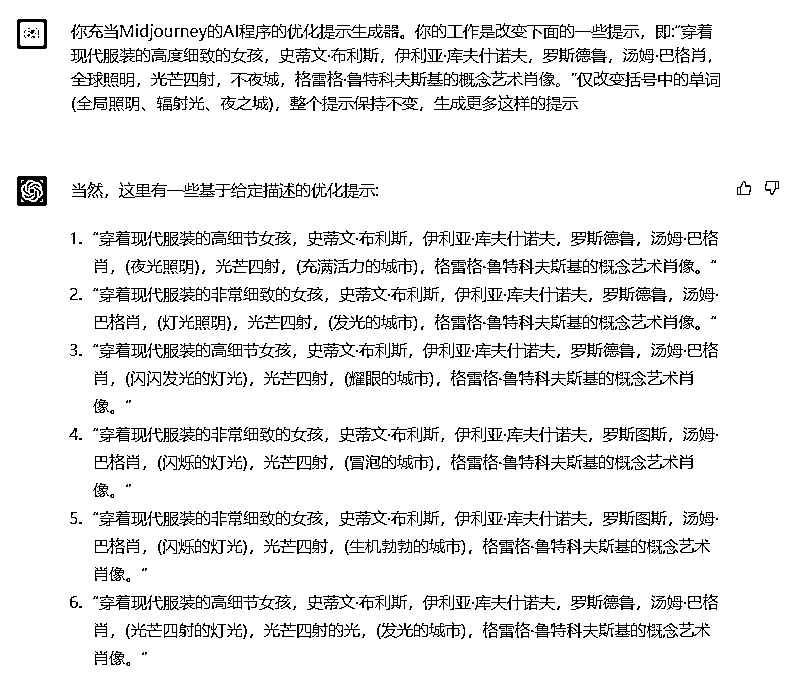 你充当Midjourney的AI程序的优化提示生成器。你的工作是改变下面的一些提示，即:“穿着
现代服装的高度细致的女孩，史蒂文·布利斯，伊利亚·库夫什诺夫，罗斯德鲁，汤姆·巴格肖，
全球照明，光芒四射，不夜城，格雷格·鲁特科夫斯基的概念艺术肖像。”仅改变括号中的单词
(全局照明、辐射光、夜之城)，整个提示保持不变，生成更多这样的提示
当然，这里有一些基于给定描述的优化提示:
1. “穿着现代服装的高细节女孩，史蒂文·布利斯，伊利亚·库夫什诺夫，罗斯德鲁，汤姆·巴格
肖，(夜光照明)，光芒四射，(充满活力的城市)，格雷格·鲁特科夫斯基的概念艺术肖像。“
2. “穿着现代服装的非常细致的女孩，史蒂文·布利斯，伊利亚·库夫什诺夫，罗斯德鲁，汤姆·
巴格肖，(灯光照明)，光芒四射，(发光的城市)，格雷格·鲁特科夫斯基的概念艺术肖像。“
3. “穿着现代服装的高细节女孩，史蒂文·布利斯，伊利亚·库夫什诺夫，罗斯德鲁，汤姆·巴格
肖，(闪闪发光的灯光)，光芒四射，(耀眼的城市)，格雷格·鲁特科夫斯基的概念艺术肖
像。“
4. “穿着现代服装的非常细致的女孩，史蒂文·布利斯，伊利亚·库夫什诺夫，罗斯图斯，汤姆·
巴格肖，(闪烁的灯光)，光芒四射，(冒泡的城市)，格雷格·鲁特科夫斯基的概念艺术肖
像。“
5. “穿着现代服装的非常细致的女孩，史蒂文·布利斯，伊利亚·库夫什诺夫，罗斯图斯，汤姆·
巴格肖，(闪烁的灯光)，光芒四射，(生机勃勃的城市)，格雷格·鲁特科夫斯基的概念艺术
肖像。“
6. “穿着现代服装的高细节女孩，史蒂文·布利斯，伊利亚·库夫什诺夫，罗斯德鲁，汤姆·巴格
肖，(光芒四射的灯光)，光芒四射的光，(发光的城市)，格雷格·鲁特科夫斯基的概念艺术
肖像。“